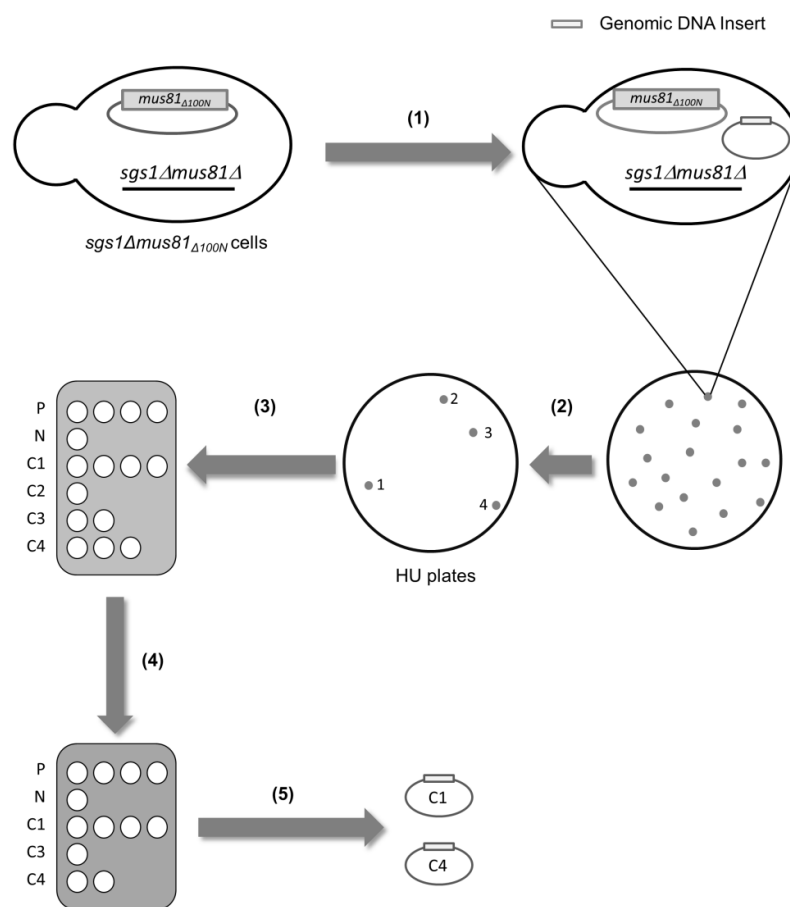 Genomic DNA Insert
mus81Δ100N
(1)
mus81Δ100N
sgs1Δmus81Δ
sgs1Δmus81Δ
sgs1Δmus81Δ100N cells
P
N
C1
C2
C3
C4
(3)
2
3
1
4
(2)
HU plates
(4)
P
N
C1
C3
C4
(5)
C1
C4